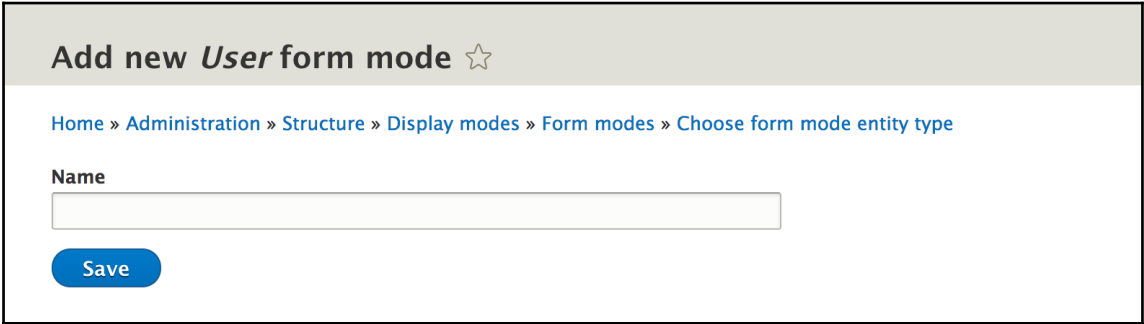 Add new User form mode
Home » Administration » Structure » Display modes » Form modes » Choose form mode entity type
Name
Save